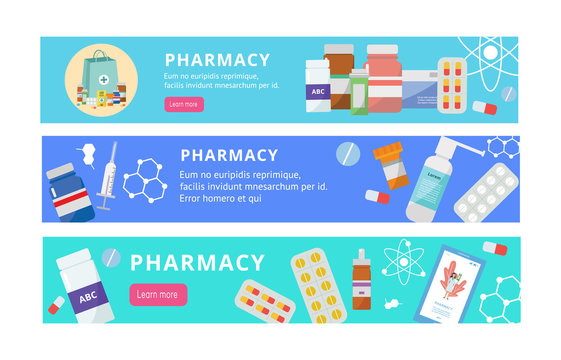 PHARMACY
Eum no euripidis reprimique,
facilis invidunt mnesarchum per id.
Learn more
ABC
PHARMACY
Eum no euripidis reprimique,
facilis invidunt mnesarchum per id.
Error homero et qui
Lorem
PHARMACY
Learn more
ABC
PHARMACY